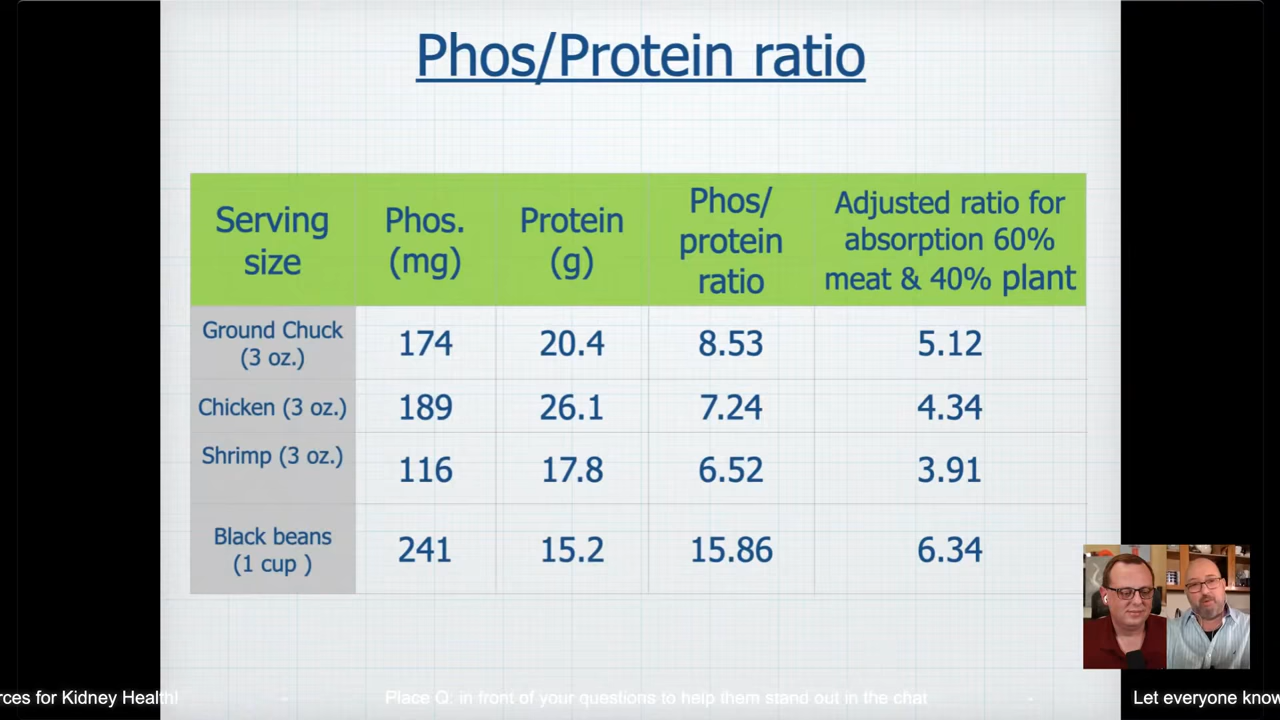 Phos/Protein ratio
Serving
size
Phos.
(mg)
Protein
(g)
Phos/
protein
ratio
Adjusted ratio for
absorption 60%
meat & 40% plant
Ground Chuck
(3 oz.)
174
20.4
8.53
5.12
Chicken (3 oz.)
189
26.1
7.24
4.34
Shrimp (3 oz.)
116
17.8
6.52
3.91
Black beans
(1 cup )
241
15.2
15.86
6.34
rces for Kidney Health!
Place Q: in front of your questions to help them stand out in the chat
Let everyone know